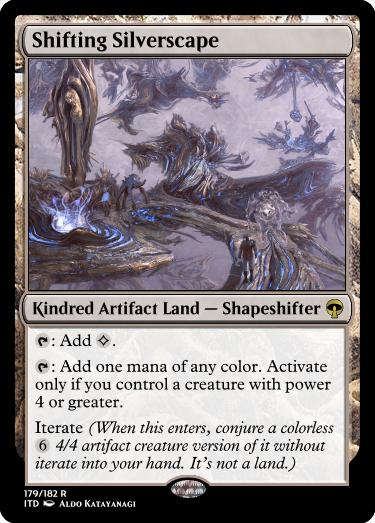 Shifting Silverscape
Kindred Artifact Land — Shapeshifter
: Add .
: Add one mana of any color. Activate
only if you control a creature with power
4 or greater.
Iterate (When this enters, conjure a colorless
6 4/4 artifact creature version of it without
iterate into your hand. It's not a land.)
179/182 R
ITD ALDO KATAYANAGI